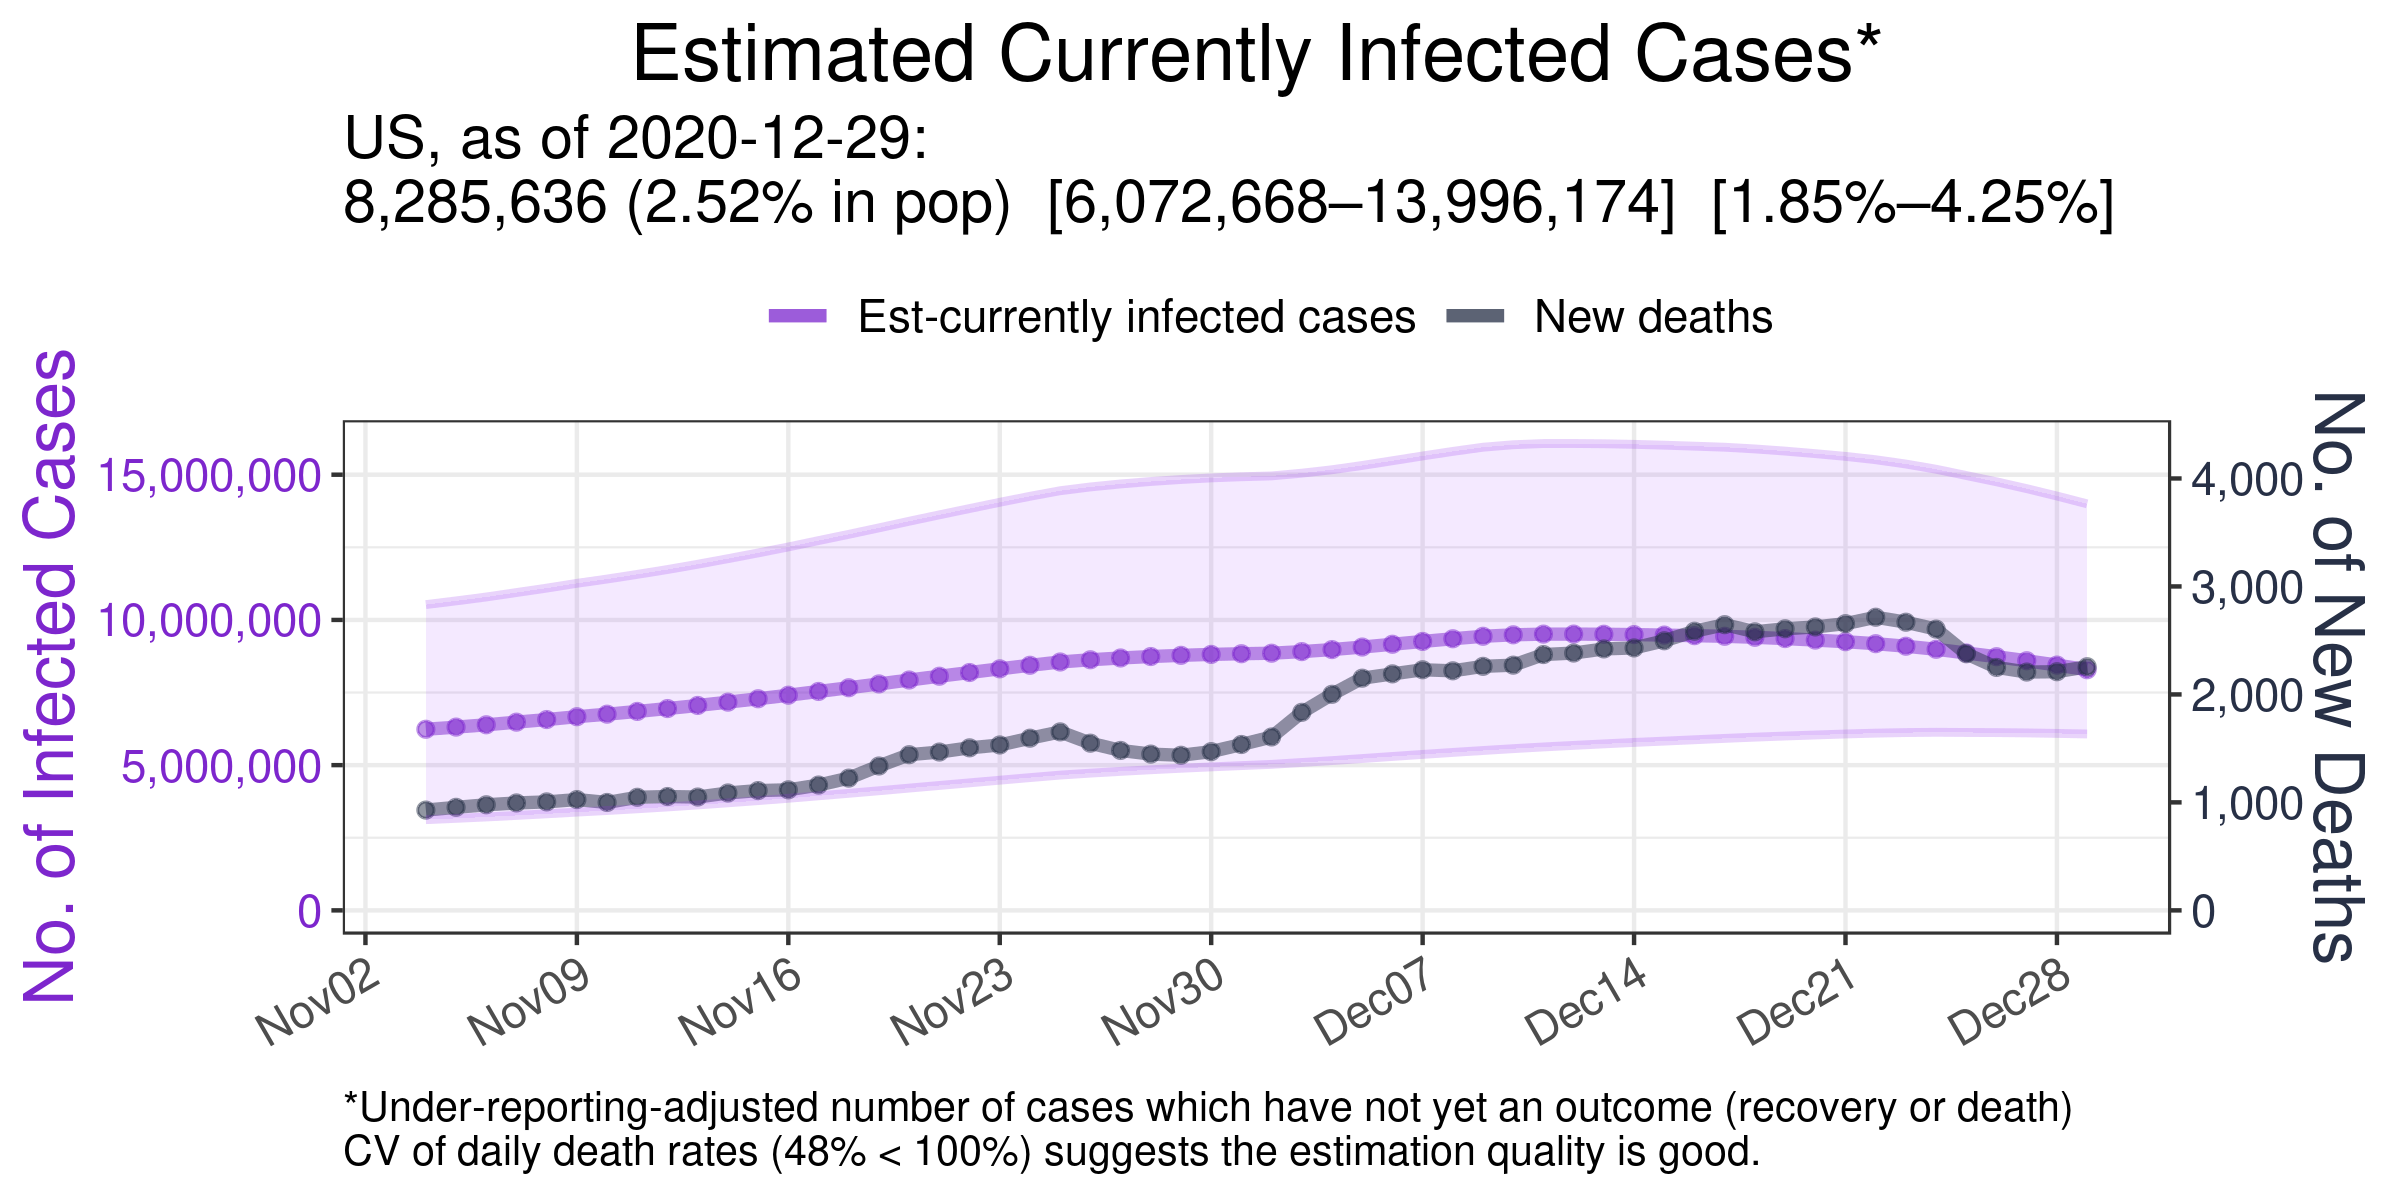 Estimated Currently Infected Cases*
US, as of 2020-12-29:
8,285,636 (2.52% in pop) [6,072,668–13,996,174] [1.85%–4.25%]
Est-currently infected cases New deaths
No. of Infected Cases
15,000,000
10,000,000
5,000,000
0
4,000
3,000
2,000
1,000
0
No. of New Deaths
Nov02 Nov09 Nov16 Nov23 Nov30 Dec07 Dec14 Dec21 Dec28
*Under-reporting-adjusted number of cases which have not yet an outcome (recovery or death)
CV of daily death rates (48% < 100%) suggests the estimation quality is good.